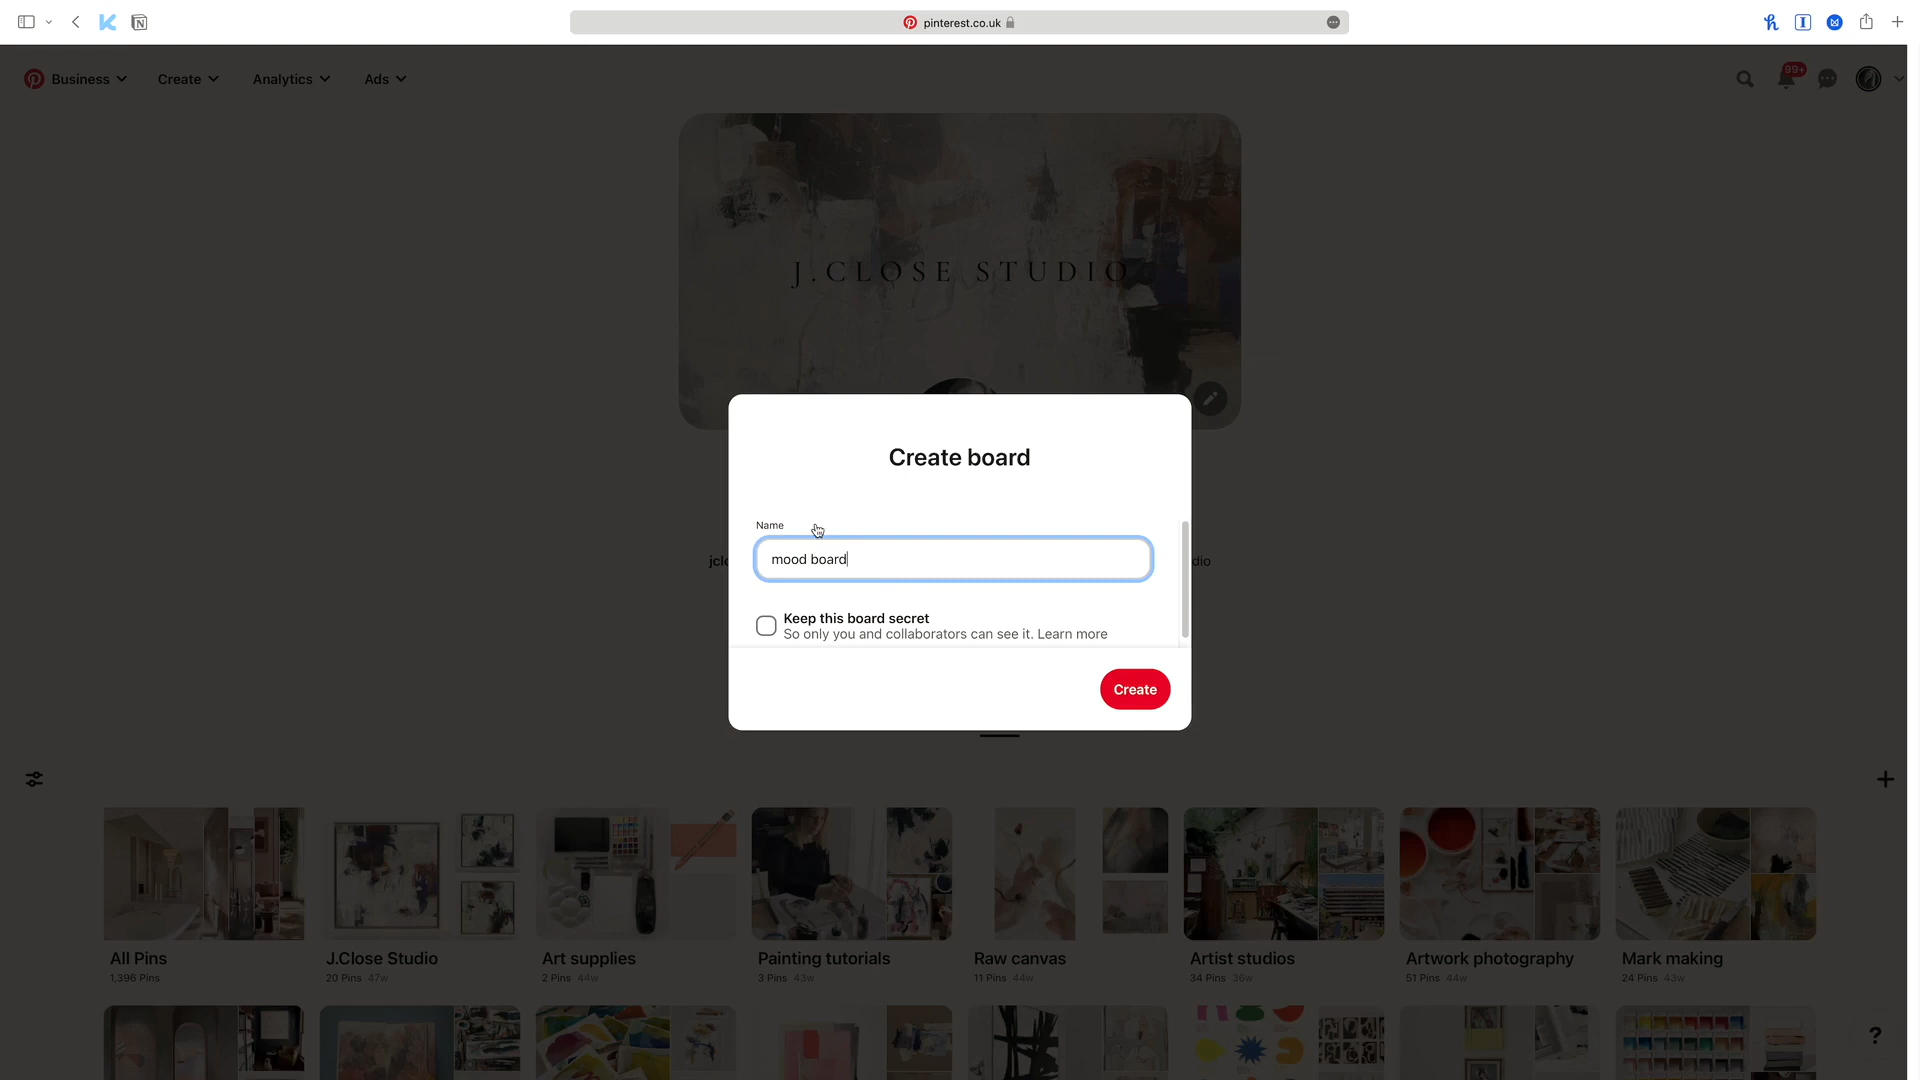 pinterest.co.uk
Business
Create
Analytics
Ads
99+
J.CLOSE STUDIO
Create board
Name
mood board
jclo
dio
Keep this board secret
So only you and collaborators can see it. Learn more
Create
All Pins
1,396 Pins
J.Close Studio
20 Pins 47w
Art supplies
2 Pins 44w
Painting tutorials
3 Pins 43w
Raw canvas
11 Pins 44w
Artist studios
34 Pins 36w
Artwork photography
51 Pins 44w
Mark making
24 Pins 43w
?